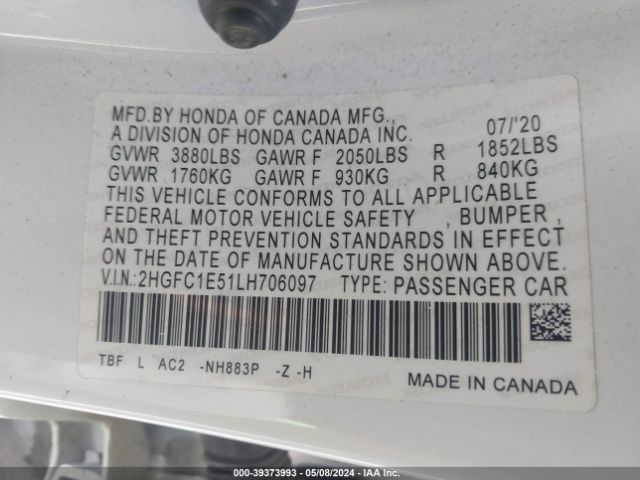 MFD.BY HONDA OF CANADA MFG.,
A DIVISION OF HONDA CANADA INC. 07/'20
GVWR 3880LBS GAWR F 2050LBS R 1852LBS
GVWR 1760KG GAWR F 930KG R 840KG
THIS VEHICLE CONFORMS TO ALL APPLICABLE
FEDERAL MOTOR VEHICLE SAFETY , BUMPER ,
AND THEFT PREVENTION STANDARDS IN EFFECT
ON THE DATE OF MANUFACTURE SHOWN ABOVE.
V.I.N.:2HGFC1E51LH706097 TYPE: PASSENGER CAR
TBF L AC2 -NH883P -Z -H
MADE IN CANADA
000-39373993 - 05/08/2024 - IAA Inc.